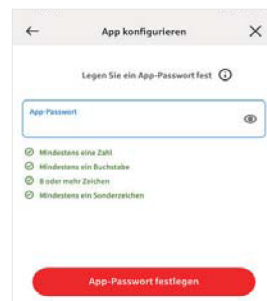 App konfigurieren
Legen Sie ein App-Passwort fest
App-Passwort
Mindestens eine Zahl
Mindestens ein Buchstabe
8 oder mehr Zeichen
Mindestens ein Sonderzeichen
App-Passwort festlegen